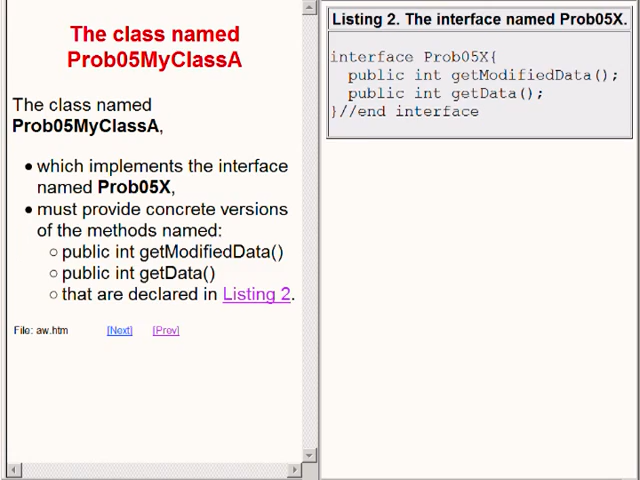 The class named
Prob05MyClassA
The class named
Prob05MyClassA,
which implements the interface
named Prob05X,
must provide concrete versions
of the methods named:
public int getModifiedData()
public int getData()
that are declared in Listing 2.
File: aw.htm [Next] [Prev]
Listing 2. The interface named Prob05X.
interface Prob05X{
  public int getModifiedData();
  public int getData();
}//end interface